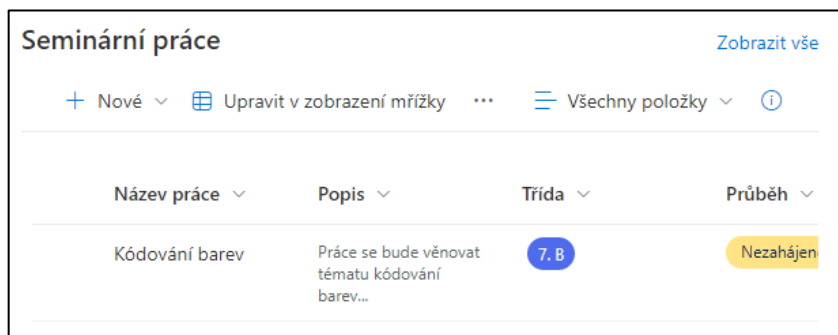 Seminární práce
Zobrazit vše
Nové
Upravit v zobrazení mřížky
...
Všechny položky
Název práce
Popis
Třída
Průběh
Kódování barev
Práce se bude věnovat
tématu kódování
barev...
7. B
Nezahájen